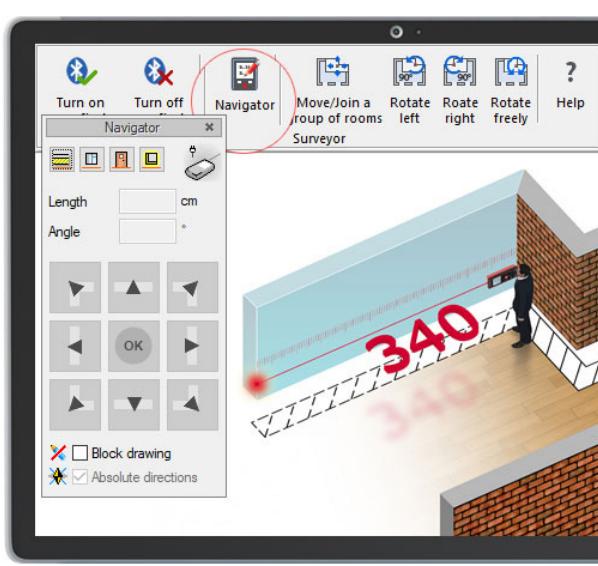 Turn on
Turn off
Navigator
Move/Join a
group of rooms
90°
Rotate
left
90°
Roate
right
Rotate
freely
?
Help
Surveyor
Navigator
Length
cm
Angle
°
OK
Block drawing
Absolute directions
340
340